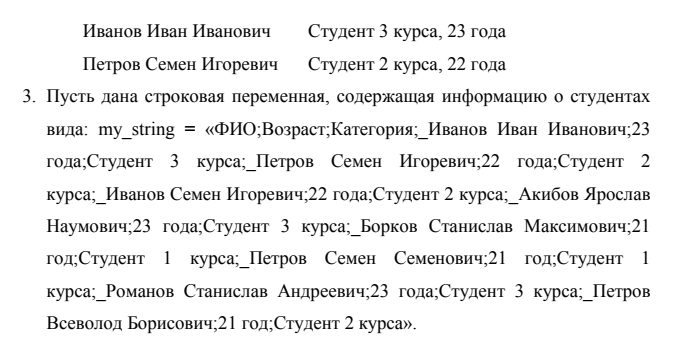 Иванов Иван Иванович Студент 3 курса, 23 года
Петров Семен Игоревич Студент 2 курса, 22 года
3. Пусть дана строковая переменная, содержащая информацию о студентах
вида: my_string = «ФИО;Возраст;Категория;_Иванов Иван Иванович;23
года;Студент 3 курса;_Петров Семен Игоревич;22 года;Студент 2
курса;_Иванов Семен Игоревич;22 года;Студент 2 курса;_Акибов Ярослав
Наумович;23 года;Студент 3 курса;_Борков Станислав Максимович;21
год;Студент 1 курса;_Петров Семен Семенович;21 год;Студент 1
курса;_Романов Станислав Андреевич;23 года;Студент 3 курса;_Петров
Всеволод Борисович;21 год;Студент 2 курса».